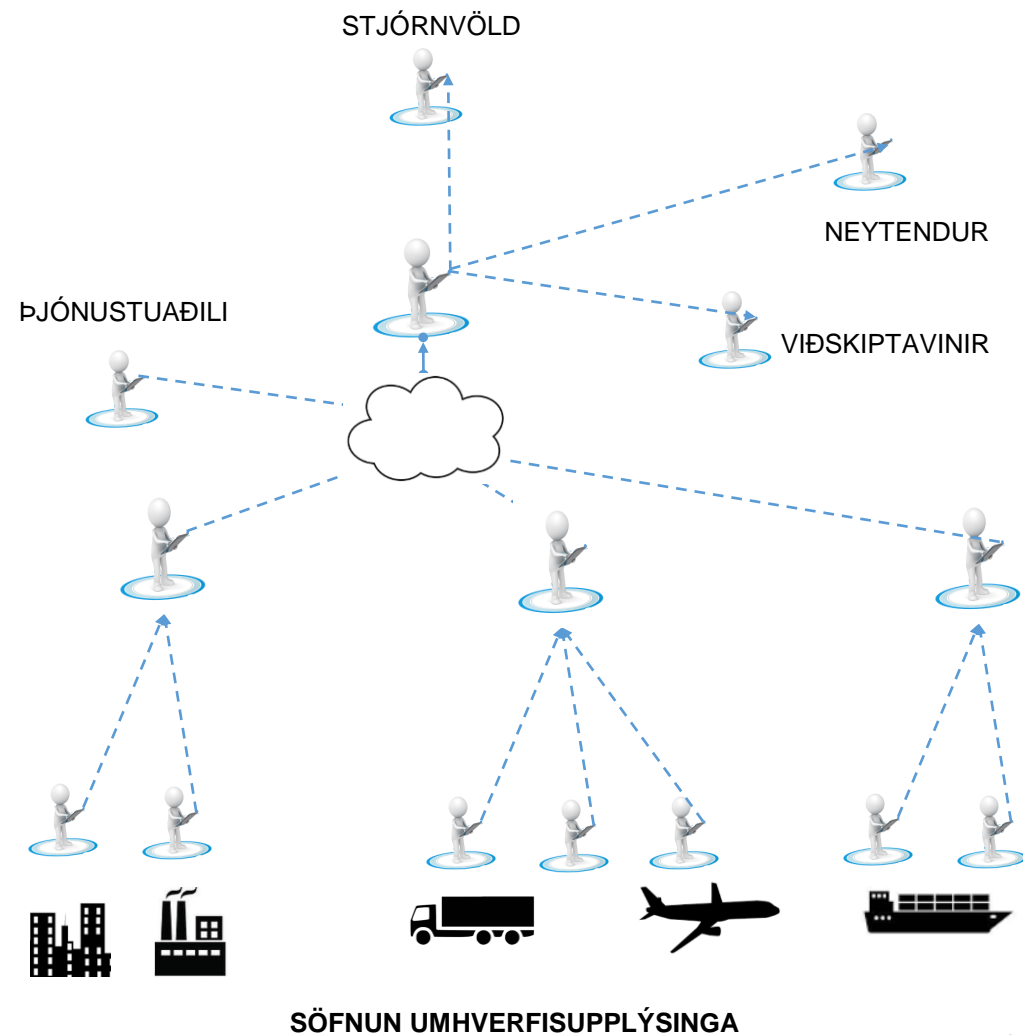 STJÓRNVÖLD
NEYTENDUR
ÞJÓNUSTUAÐILI
VIÐSKIPTAVINIR
SÖFNUN UMHVERFISUPPLÝSINGA